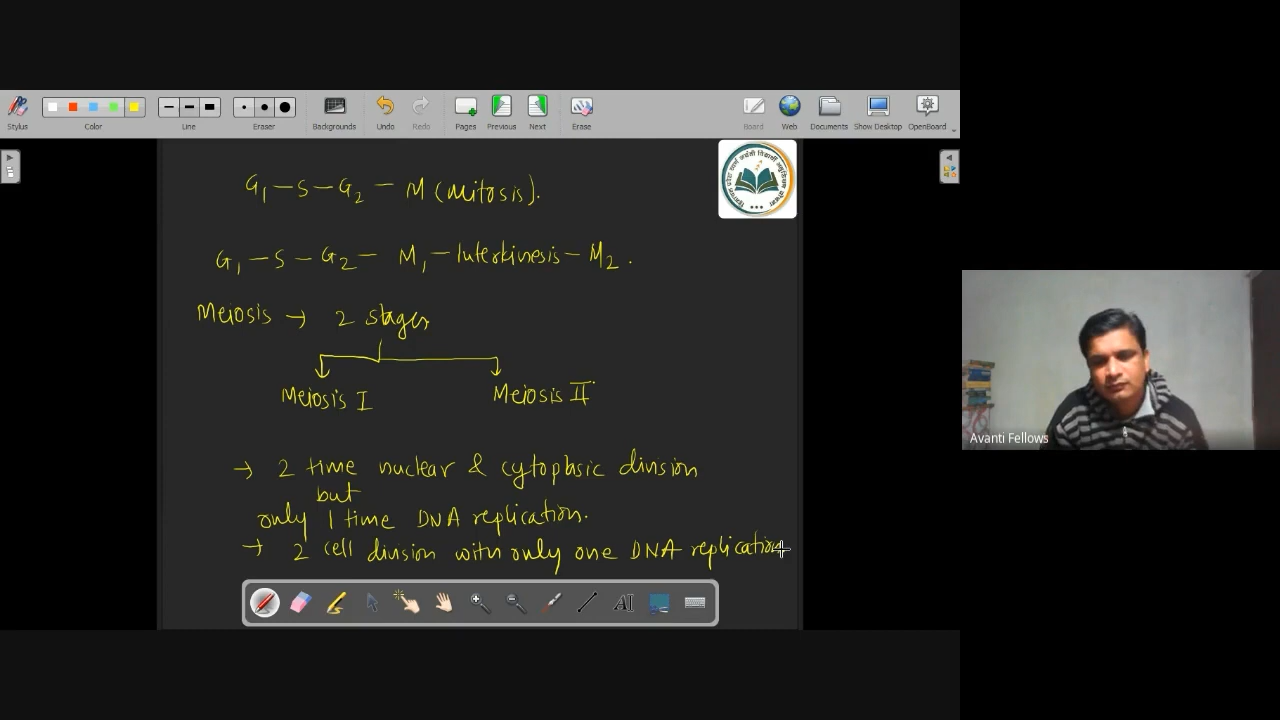 Stylus Color Line Eraser Backgrounds Undo Redo Pages Previous Next Erase Board Web Documents Show Desktop OpenBoard
G1 - S - G2 - M (mitosis).
G1 - S - G2 - M1 - Interkinesis - M2.
Meiosis → 2 stages
Meiosis I Meiosis II
→ 2 time nuclear & cytoplasic division
but
only 1 time DNA replication.
→ 2 cell division with only one DNA replication
Avanti Fellows